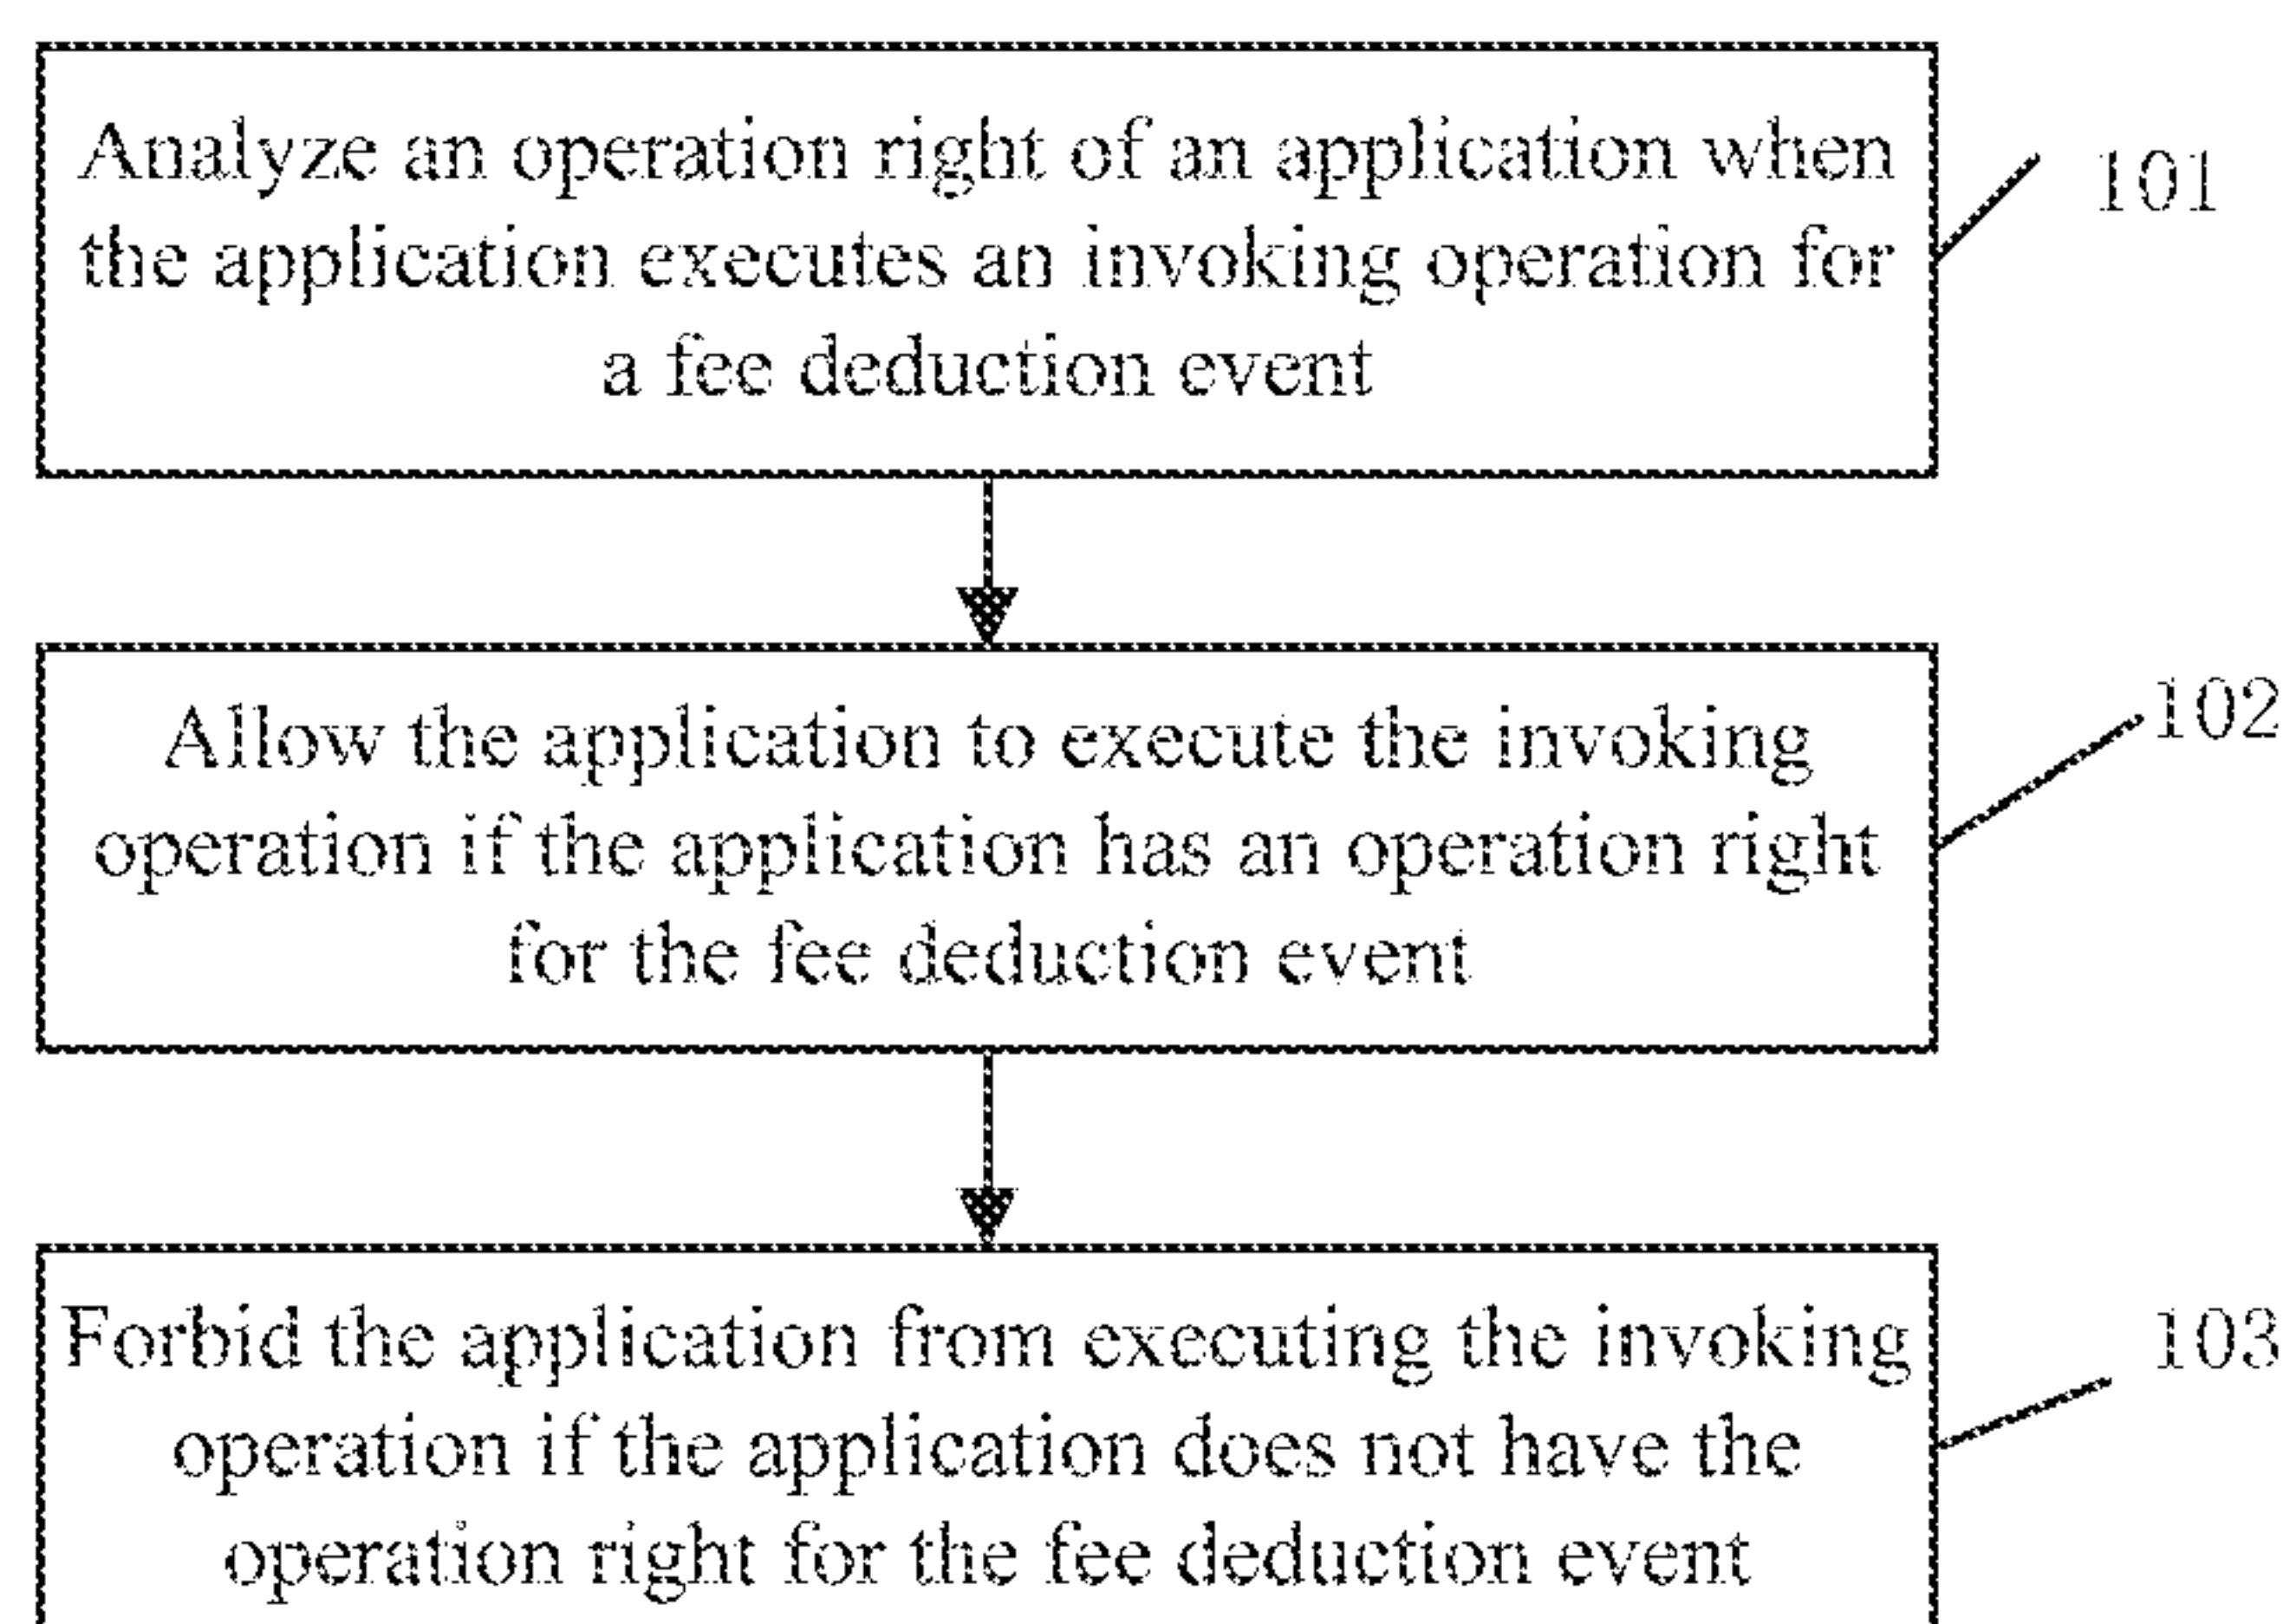 Analyze an operation right of an application when
the application executes an invoking operation for
a fee deduction event
101
Allow the application to execute the invoking
operation if the application has an operation right
for the fee deduction event
102
Forbid the application from executing the invoking
operation if the application does not have the
operation right for the fee deduction event
103